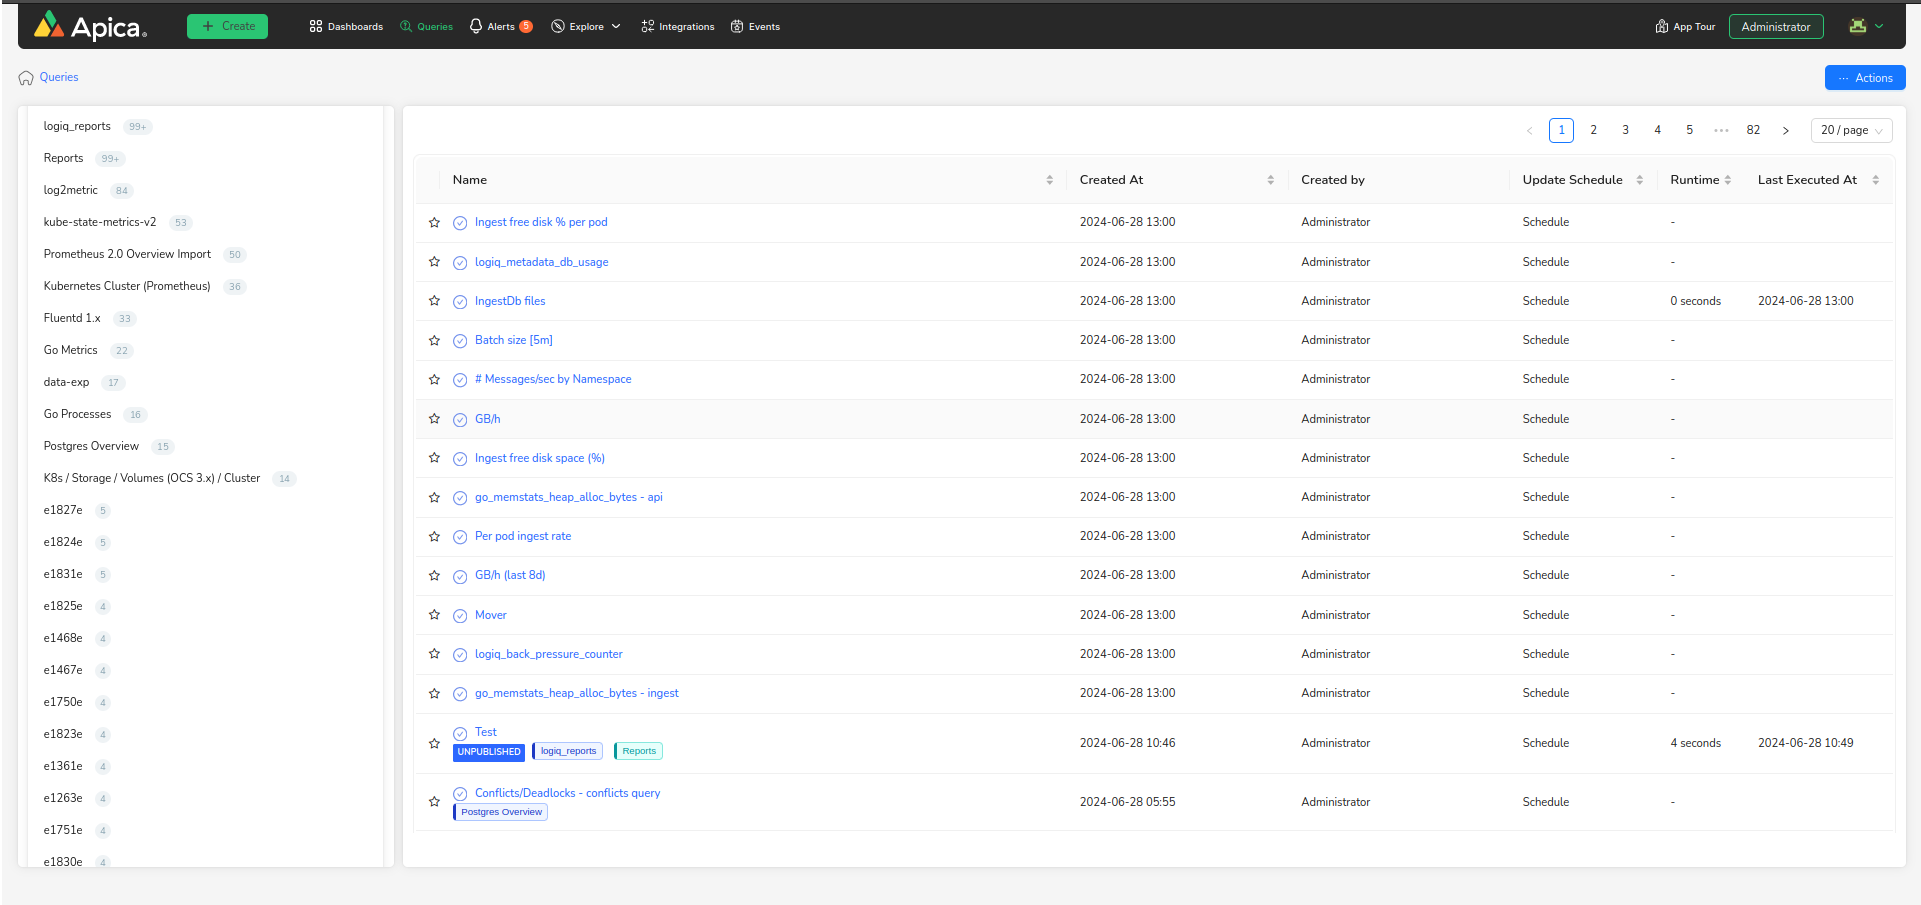 Apica
Create
Dashboards
Queries
Alerts 5
Explore
Integrations
Events
App Tour
Administrator
Queries
Actions
logiq_reports 99+
Reports 99+
log2metric 84
kube-state-metrics-v2 53
Prometheus 2.0 Overview Import 50
Kubernetes Cluster (Prometheus) 36
Fluentd 1.x 33
Go Metrics 22
data-exp 17
Go Processes 16
Postgres Overview 15
K8s / Storage / Volumes (OCS 3.x) / Cluster 14
e1827e 5
e1824e 5
e1831e 5
e1825e 4
e1468e 4
e1467e 4
e1750e 4
e1823e 4
e1361e 4
e1263e 4
e1751e 4
e1830e 4
1 2 3 4 5 ••• 82 20 / page
Name Created At Created by Update Schedule Runtime Last Executed At
Ingest free disk % per pod 2024-06-28 13:00 Administrator Schedule -
logiq_metadata_db_usage 2024-06-28 13:00 Administrator Schedule -
IngestDb files 2024-06-28 13:00 Administrator Schedule 0 seconds 2024-06-28 13:00
Batch size [5m] 2024-06-28 13:00 Administrator Schedule -
# Messages/sec by Namespace 2024-06-28 13:00 Administrator Schedule -
GB/h 2024-06-28 13:00 Administrator Schedule -
Ingest free disk space (%) 2024-06-28 13:00 Administrator Schedule -
go_memstats_heap_alloc_bytes - api 2024-06-28 13:00 Administrator Schedule -
Per pod ingest rate 2024-06-28 13:00 Administrator Schedule -
GB/h (last 8d) 2024-06-28 13:00 Administrator Schedule -
Mover 2024-06-28 13:00 Administrator Schedule -
logiq_back_pressure_counter 2024-06-28 13:00 Administrator Schedule -
go_memstats_heap_alloc_bytes - ingest 2024-06-28 13:00 Administrator Schedule -
Test 2024-06-28 10:46 Administrator Schedule 4 seconds 2024-06-28 10:49
UNPUBLISHED logiq_reports Reports
Conflicts/Deadlocks - conflicts query 2024-06-28 05:55 Administrator Schedule -
Postgres Overview